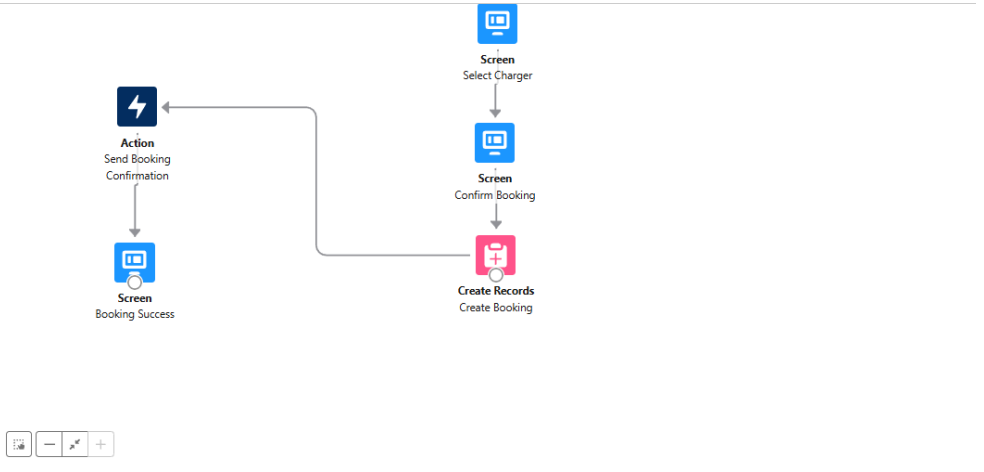 Screen
Select Charger
Action
Send Booking
Confirmation
Screen
Confirm Booking
Create Records
Create Booking
Screen
Booking Success